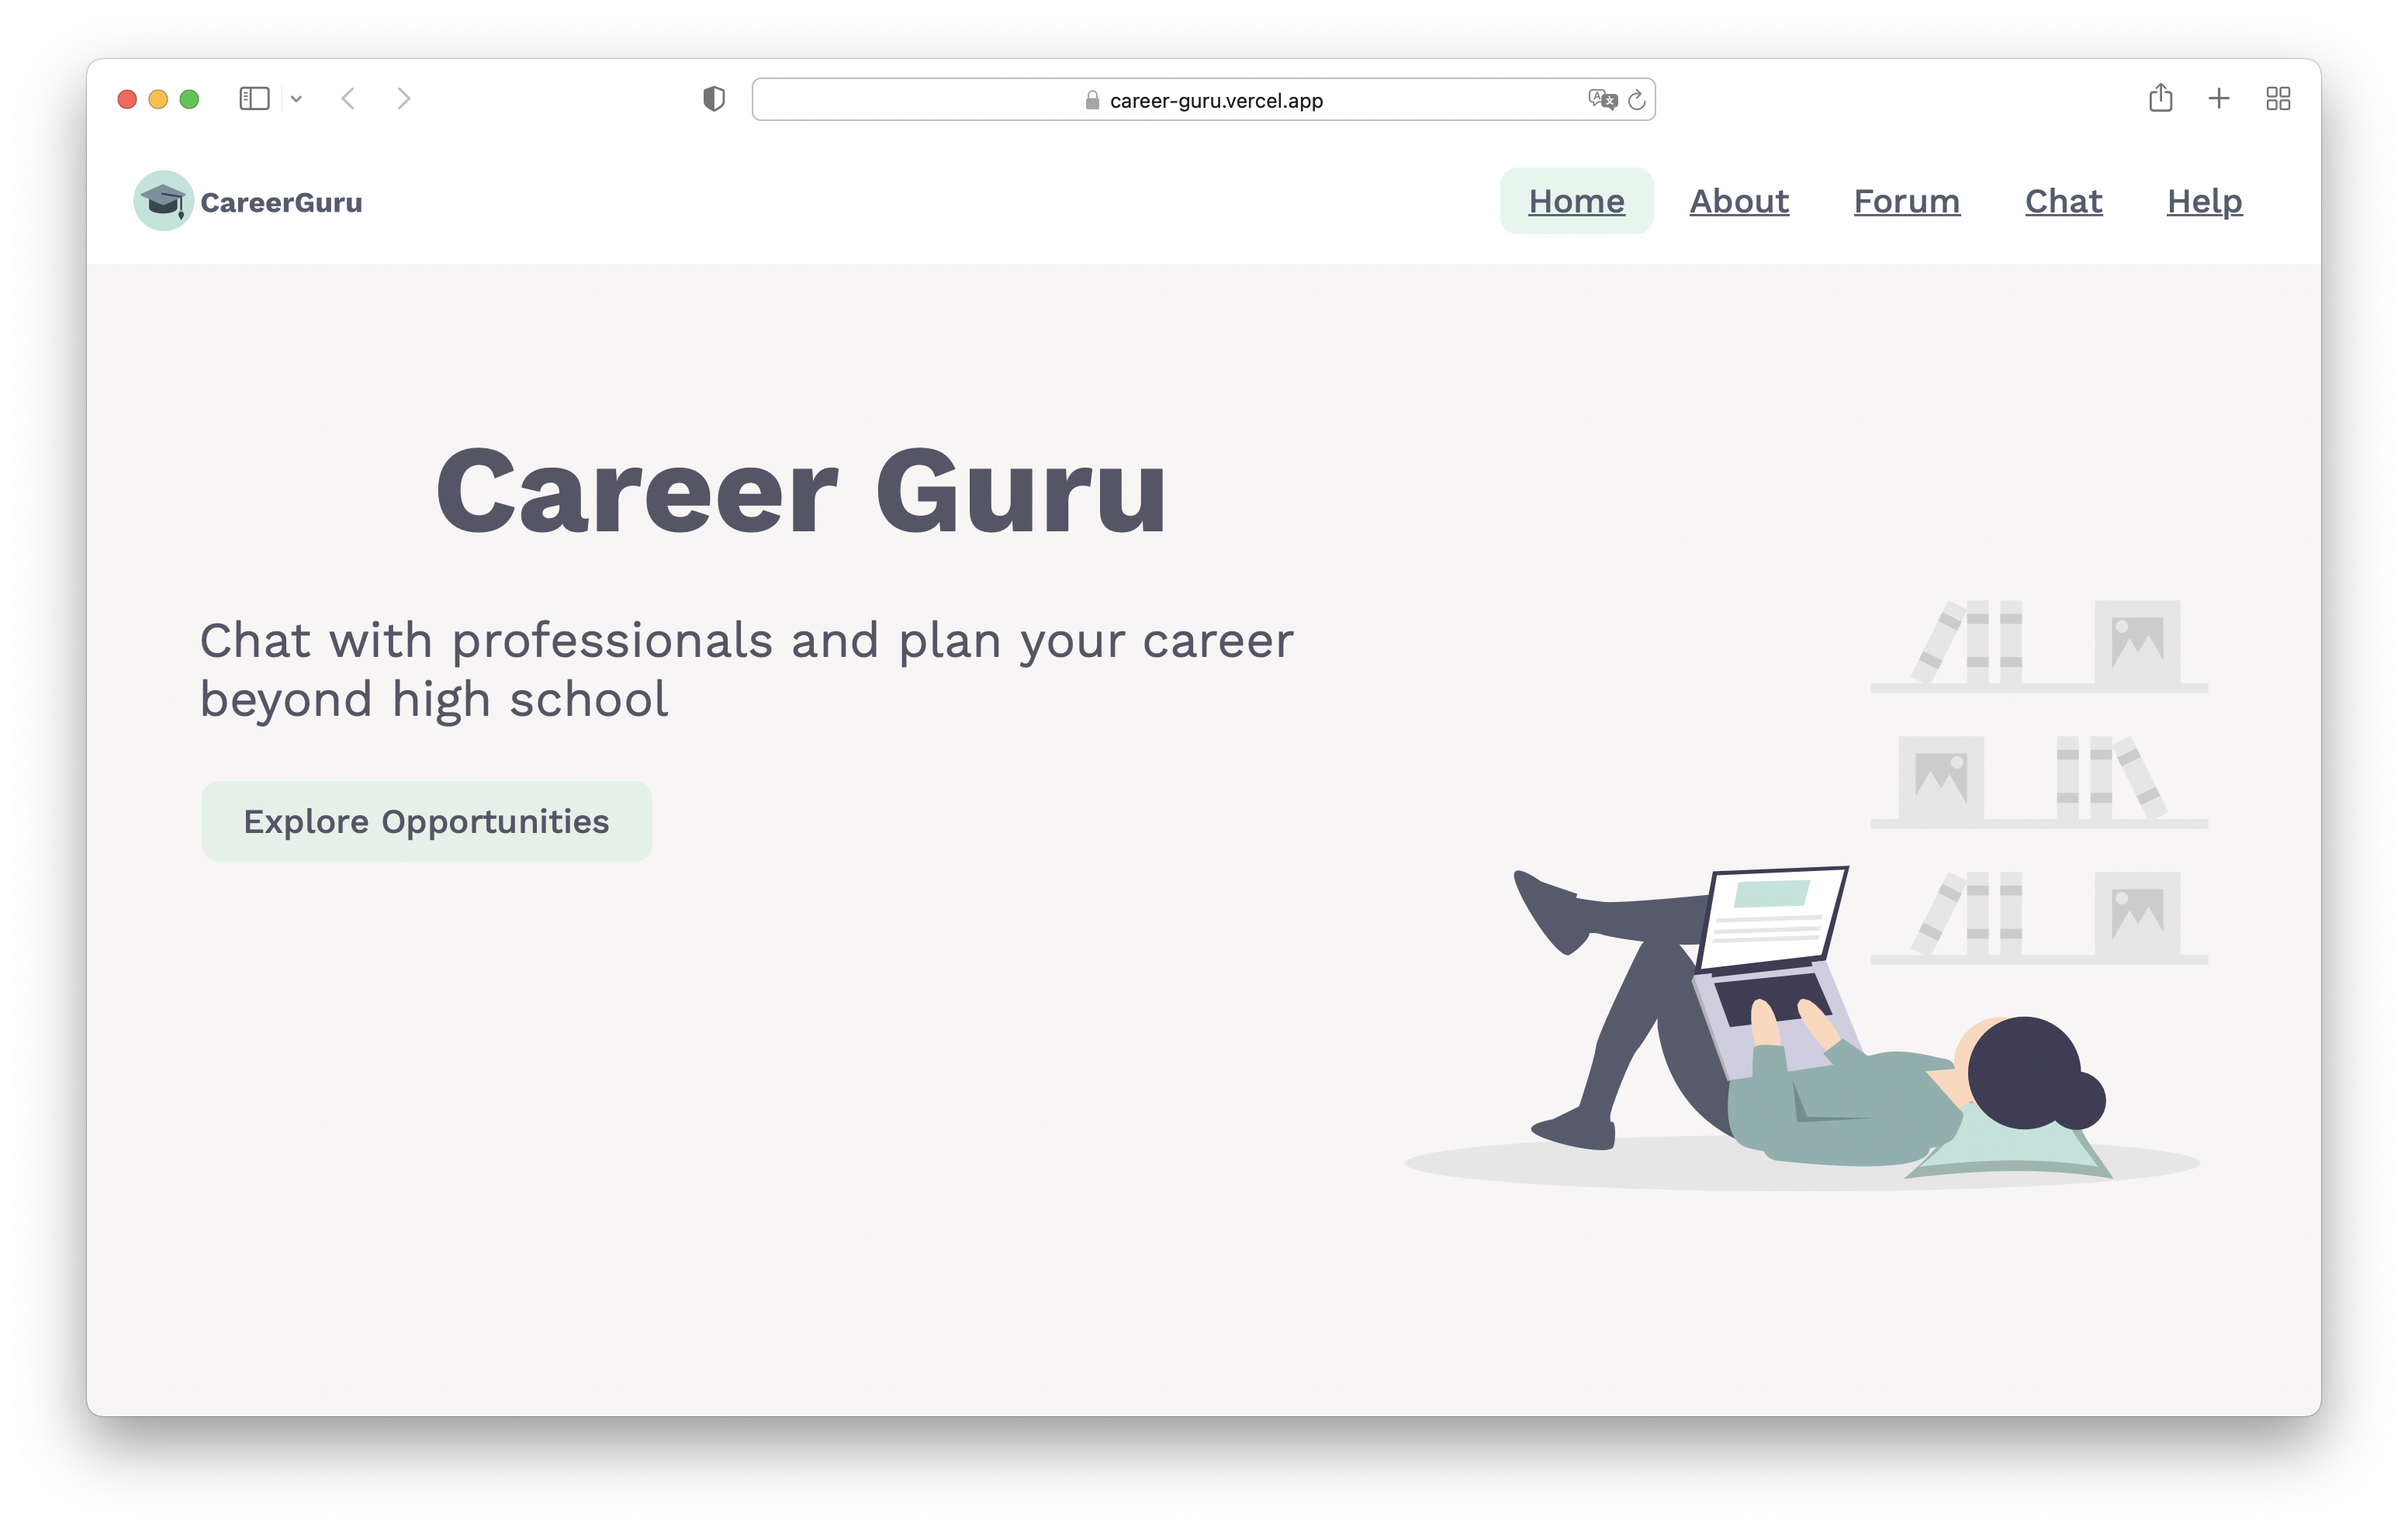 career-guru.vercel.app
CareerGuru
Home About Forum Chat Help
Career Guru
Chat with professionals and plan your career
beyond high school
Explore Opportunities